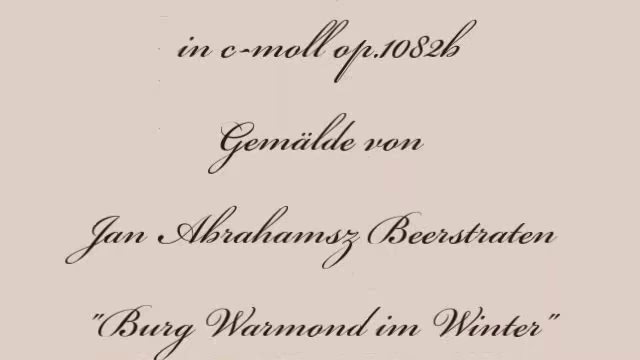 in c-moll op.1082b
Gemälde von
Jan Abrahamsz Beerstraten
"Burg Warmond im Winter"